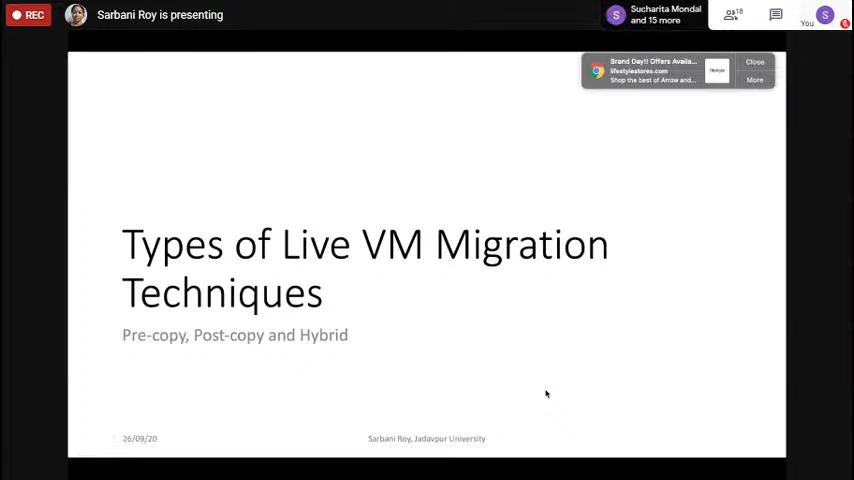 REC
Sarbani Roy is presenting
Sucharita Mondal
and 15 more
18
You
S
S
Brand Day!! Offers Availa...
lifestylestores.com
Shop the best of Arrow and...
Close
More
Types of Live VM Migration
Techniques
Pre-copy, Post-copy and Hybrid
26/09/20
Sarbani Roy, Jadavpur University